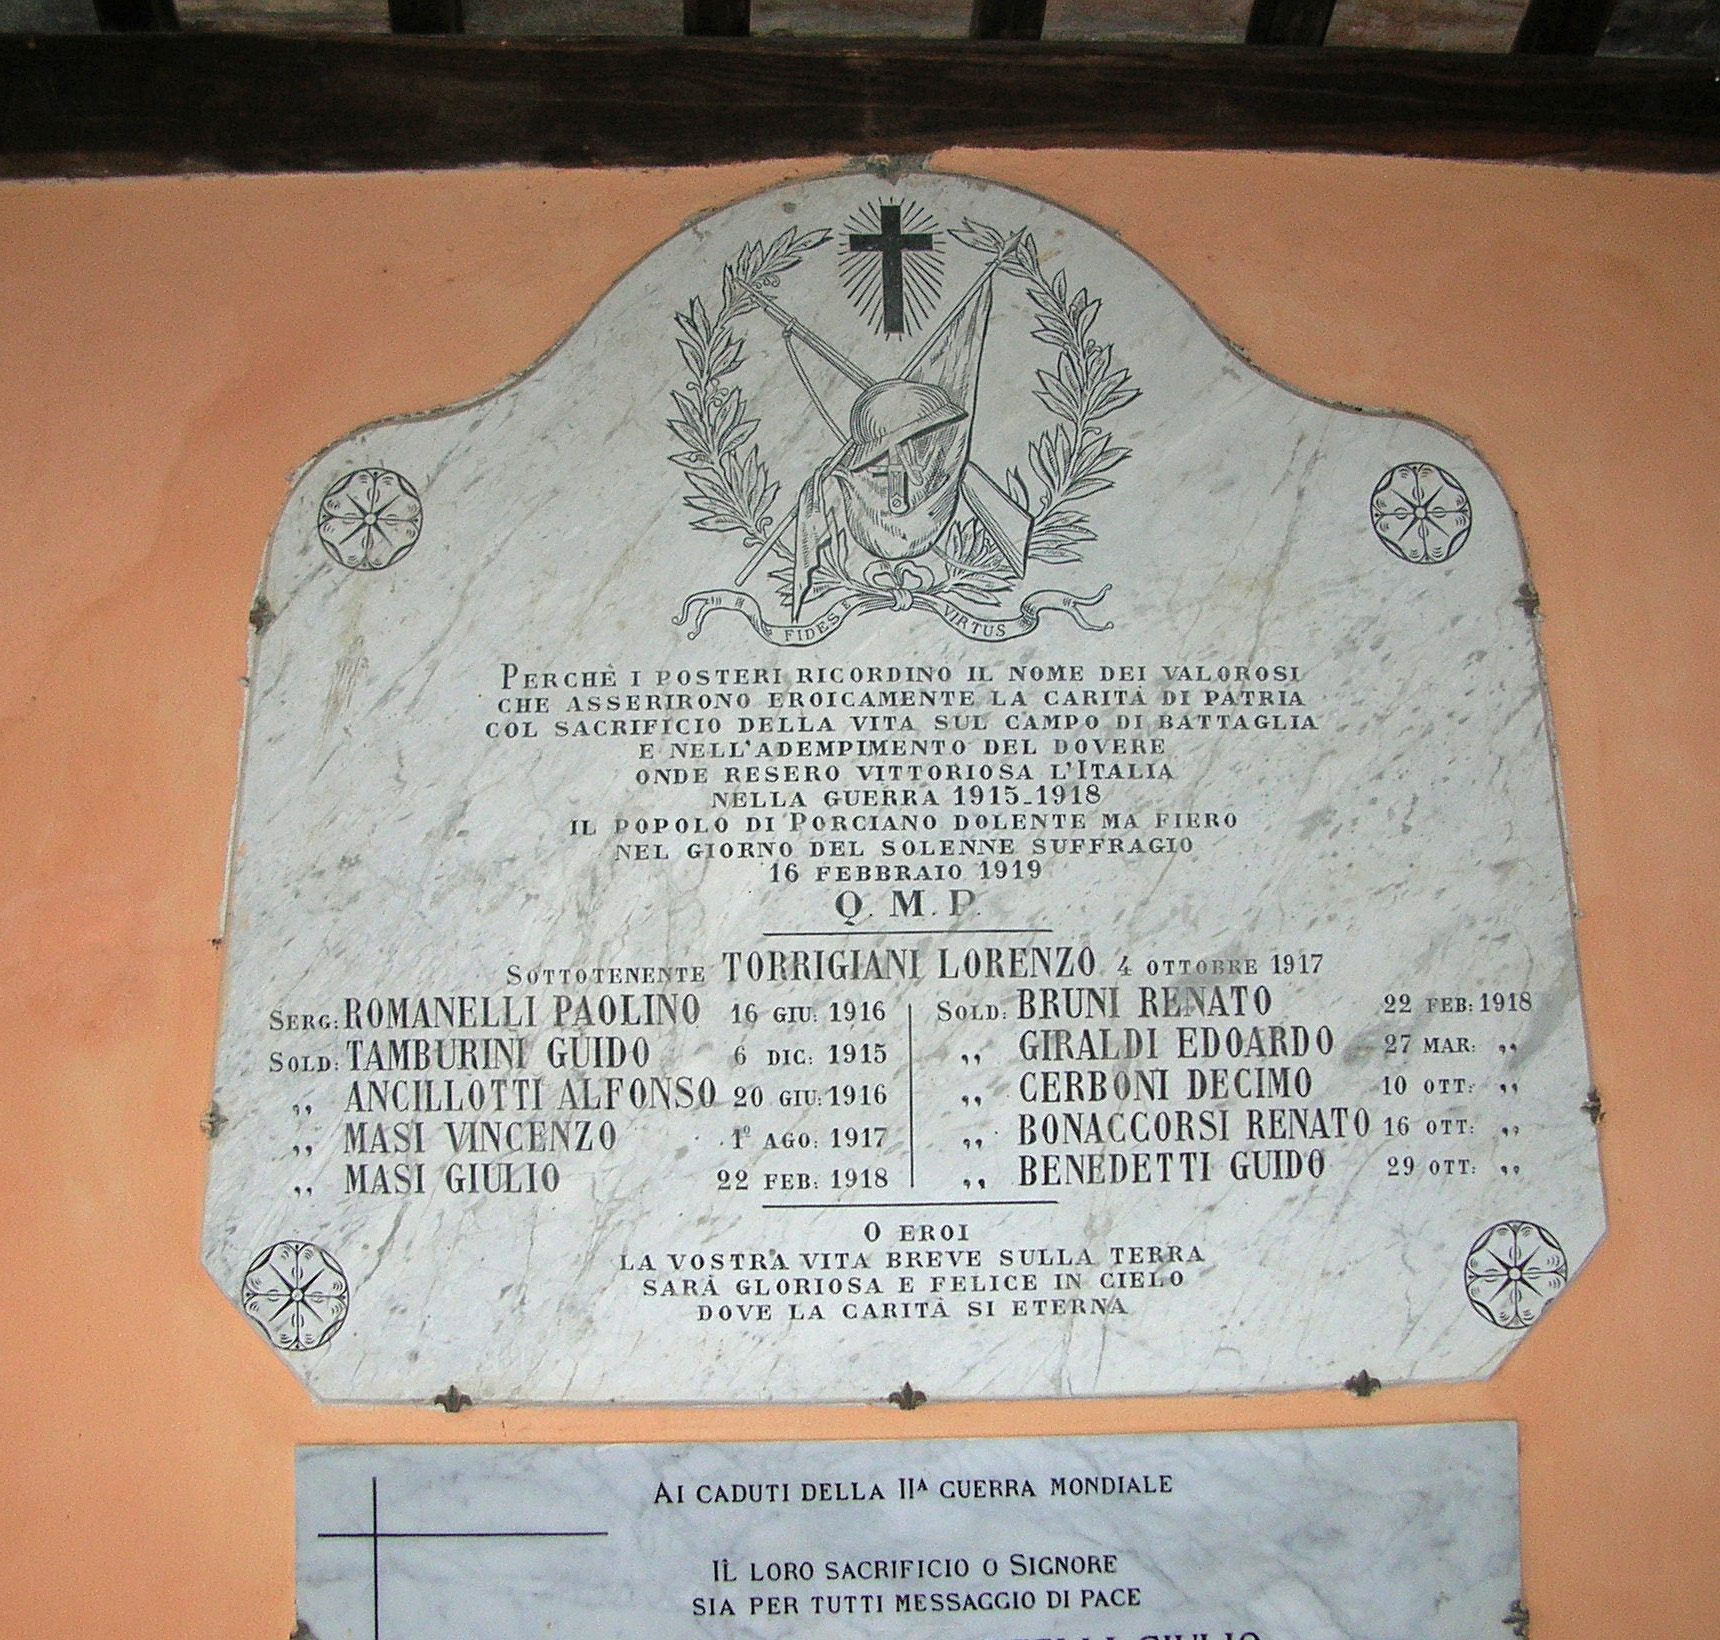 FIDES E VIRTUS
PERCHÈ I POSTERI RICORDINO IL NOME DEI VALOROSI
CHE ASSERIRONO EROICAMENTE LA CARITÀ DI PATRIA
COL SACRIFICIO DELLA VITA SUL CAMPO DI BATTAGLIA
E NELL'ADEMPIMENTO DEL DOVERE
ONDE RESERO VITTORIOSA L'ITALIA
NELLA GUERRA 1915-1918
IL POPOLO DI PORCIANO DOLENTE MA FIERO
NEL GIORNO DEL SOLENNE SUFFRAGIO
16 FEBBRAIO 1919
Q. M. P.
SOTTOTENENTE TORRIGIANI LORENZO 4 OTTOBRE 1917
SERG: ROMANELLI PAOLINO 16 GIU: 1916
SOLD: TAMBURINI GUIDO 6 DIC: 1915
,, ANCILLOTTI ALFONSO 20 GIU: 1916
,, MASI VINCENZO 1º AGO: 1917
,, MASI GIULIO 22 FEB: 1918
SOLD: BRUNI RENATO 22 FEB: 1918
,, GIRALDI EDOARDO 27 MAR: ,,
,, CERBONI DECIMO 10 OTT: ,,
,, BONACCORSI RENATO 16 OTT: ,,
,, BENEDETTI GUIDO 29 OTT: ,,
O EROI
LA VOSTRA VITA BREVE SULLA TERRA
SARÀ GLORIOSA E FELICE IN CIELO
DOVE LA CARITÀ SI ETERNA
AI CADUTI DELLA IIA GUERRA MONDIALE
IL LORO SACRIFICIO O SIGNORE
SIA PER TUTTI MESSAGGIO DI PACE
GIULIO